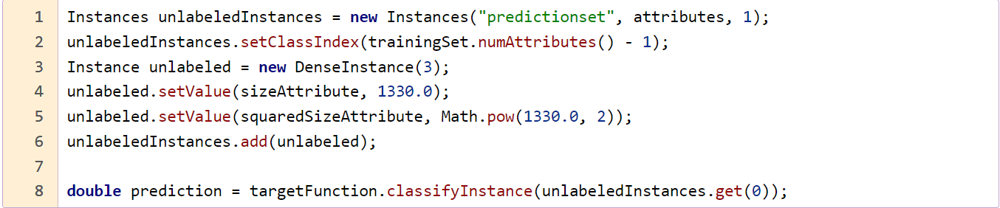 1 Instances unlabeledInstances = new Instances("predictionset", attributes, 1);
2 unlabeledInstances.setClassIndex(trainingSet.numAttributes() - 1);
3 Instance unlabeled = new DenseInstance(3);
4 unlabeled.setValue(sizeAttribute, 1330.0);
5 unlabeled.setValue(squaredSizeAttribute, Math.pow(1330.0, 2));
6 unlabeledInstances.add(unlabeled);
7
8 double prediction = targetFunction.classifyInstance(unlabeledInstances.get(0));